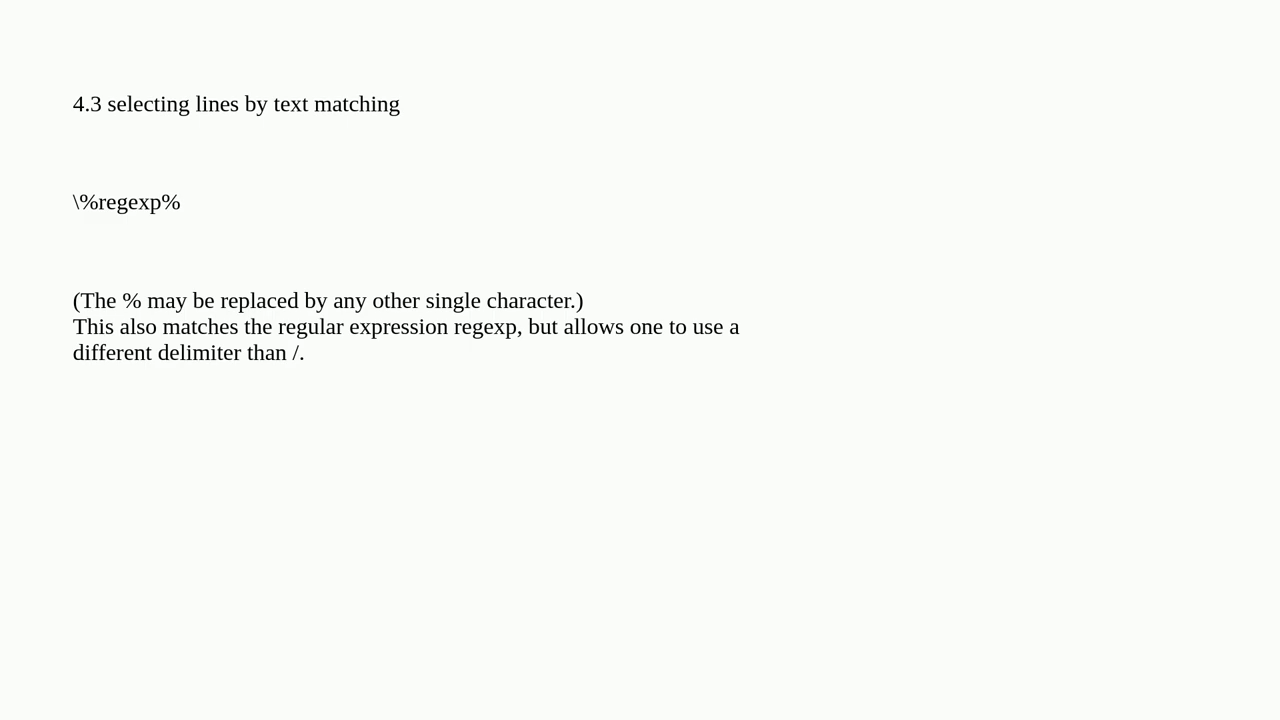 4.3 selecting lines by text matching
\%regexp%
(The % may be replaced by any other single character.)
This also matches the regular expression regexp, but allows one to use a
different delimiter than /.